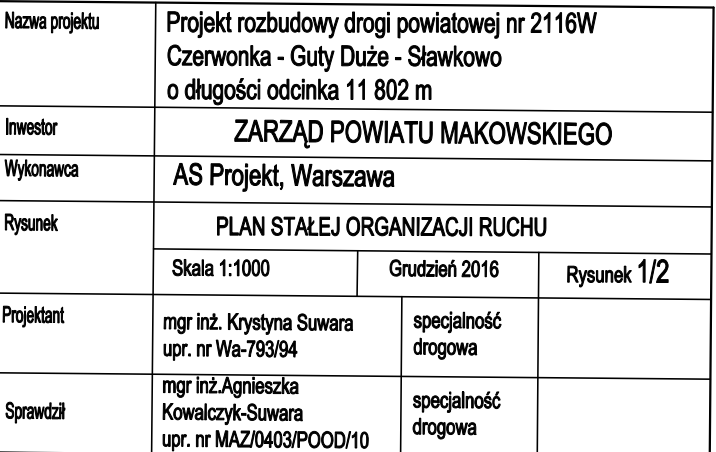 Nazwa projektu
Projekt rozbudowy drogi powiatowej nr 2116W
Czerwonka - Guty Duże - Sławkowo
o długości odcinka 11 802 m
Inwestor
ZARZĄD POWIATU MAKOWSKIEGO
Wykonawca
AS Projekt, Warszawa
Rysunek
PLAN STAŁEJ ORGANIZACJI RUCHU
Skala 1:1000
Grudzień 2016
Rysunek 1/2
Projektant
mgr inż. Krystyna Suwara
upr. nr Wa-793/94
specjalność
drogowa
Sprawdził
mgr inż.Agnieszka
Kowalczyk-Suwara
upr. nr MAZ/0403/POOD/10
specjalność
drogowa